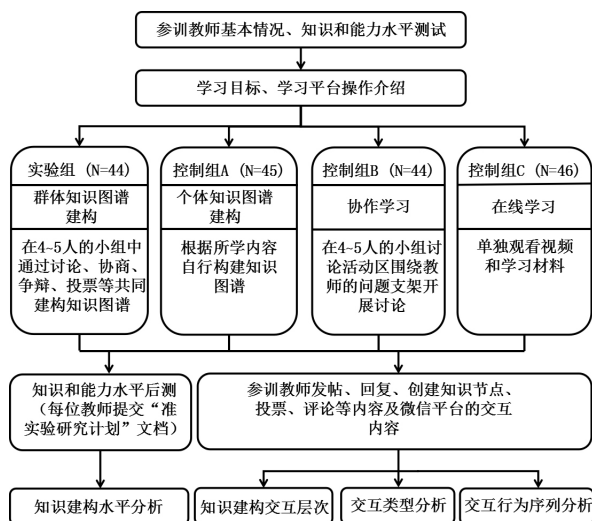 参训教师基本情况、知识和能力水平测试
学习目标、学习平台操作介绍
实验组（N=44）
群体知识图谱
建构
在4~5人的小组中
通过讨论、协商、
争辩、投票等共同
建构知识图谱
控制组A（N=45）
个体知识图谱
建构
根据所学内容
自行构建知识
图谱
控制组B（N=44）
协作学习
在4~5人的小组讨
论活动区围绕教
师的问题支架开
展讨论
控制组C（N=46）
在线学习
单独观看视频
和学习材料
知识和能力水平后测
（每位教师提交“准
实验研究计划”文档）
参训教师发帖、回复、创建知识节点、
投票、评论等内容及微信平台的交互
内容
知识建构水平分析
知识建构交互层次
交互类型分析
交互行为序列分析